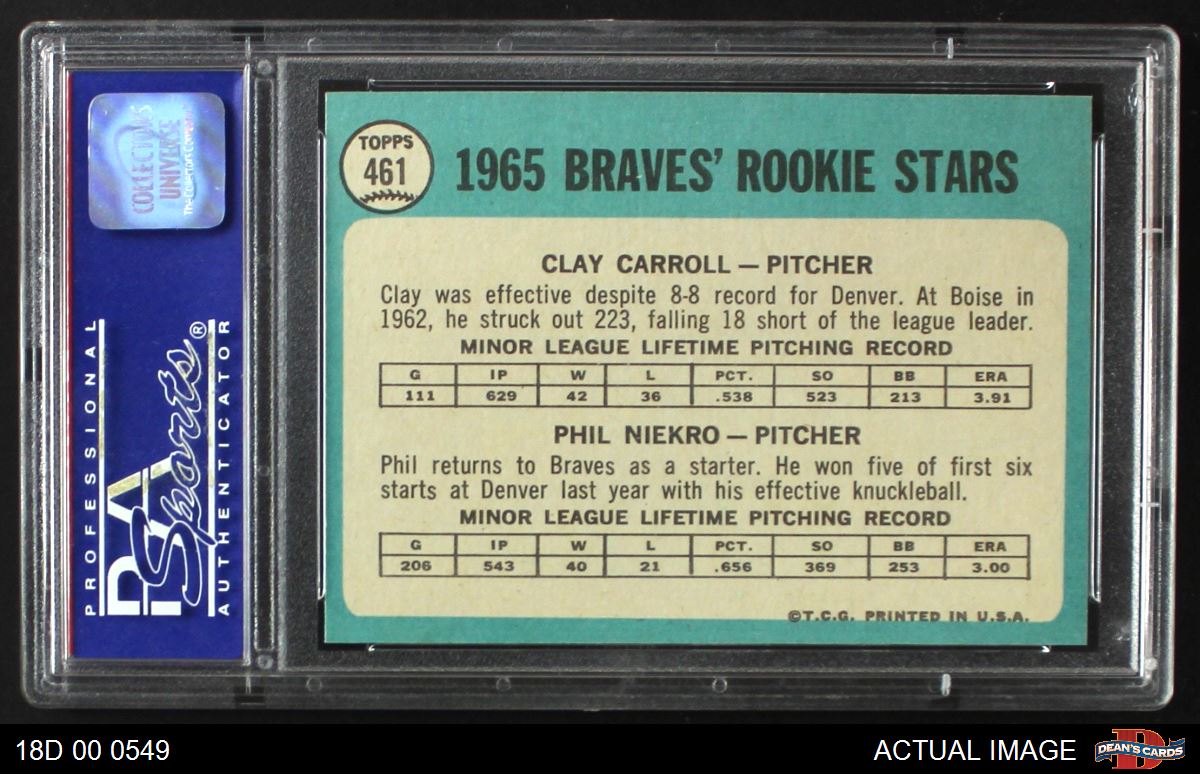 COLLECTORS
UNIVERSE
The Collectors Company
PROFESSIONAL
PSA
Sports®
AUTHENTICATOR
TOPPS
461
1965 BRAVES' ROOKIE STARS
CLAY CARROLL — PITCHER
Clay was effective despite 8-8 record for Denver. At Boise in
1962, he struck out 223, falling 18 short of the league leader.
MINOR LEAGUE LIFETIME PITCHING RECORD
G IP W L PCT. SO BB ERA
111 629 42 36 .538 523 213 3.91
PHIL NIEKRO — PITCHER
Phil returns to Braves as a starter. He won five of first six
starts at Denver last year with his effective knuckleball.
MINOR LEAGUE LIFETIME PITCHING RECORD
G IP W L PCT. SO BB ERA
206 543 40 21 .656 369 253 3.00
©T.C.G. PRINTED IN U.S.A.
18D 00 0549
ACTUAL IMAGE
D
DEAN'S CARDS